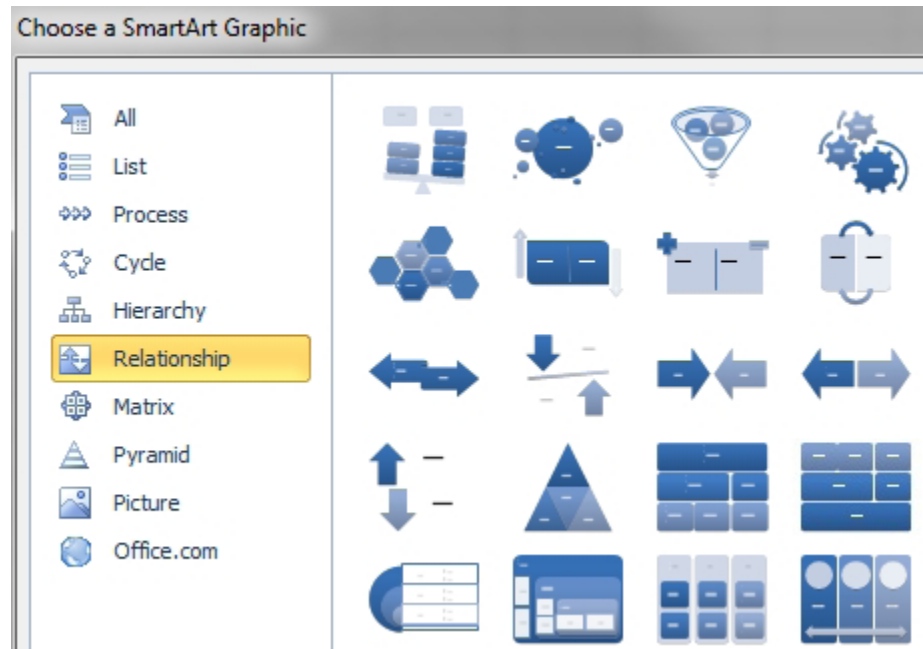 Choose a SmartArt Graphic
All
List
Process
Cycle
Hierarchy
Relationship
Matrix
Pyramid
Picture
Office.com